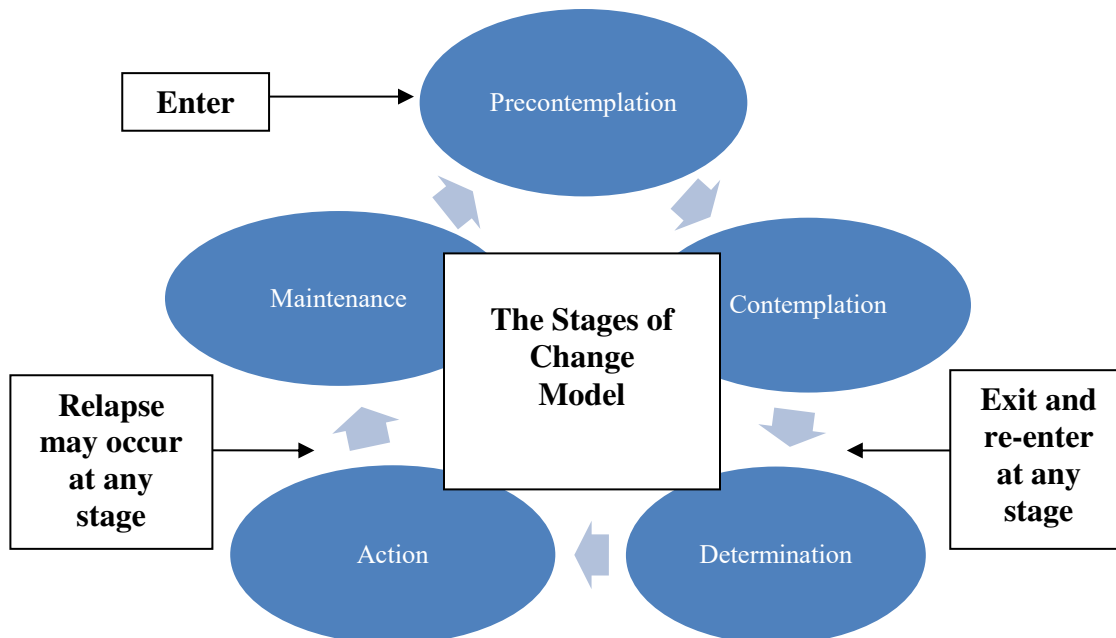 Precontemplation
Enter
Maintenance
The Stages of
Change
Model
Contemplation
Relapse
may occur
at any
stage
Exit and
re-enter
at any
stage
Action
Determination